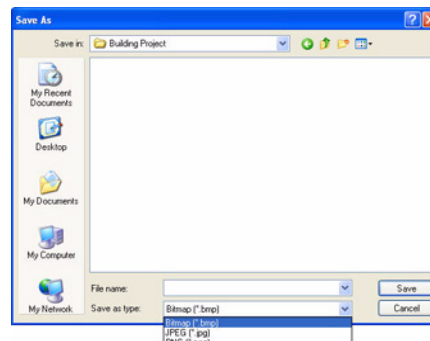 Save As
Save in:
Building Project
My Recent
Documents
Desktop
My Documents
My Computer
My Network
File name:
Save
Save as type:
Bitmap (*.bmp)
Cancel
Bitmap (*.bmp)
JPEG (*.jpg)